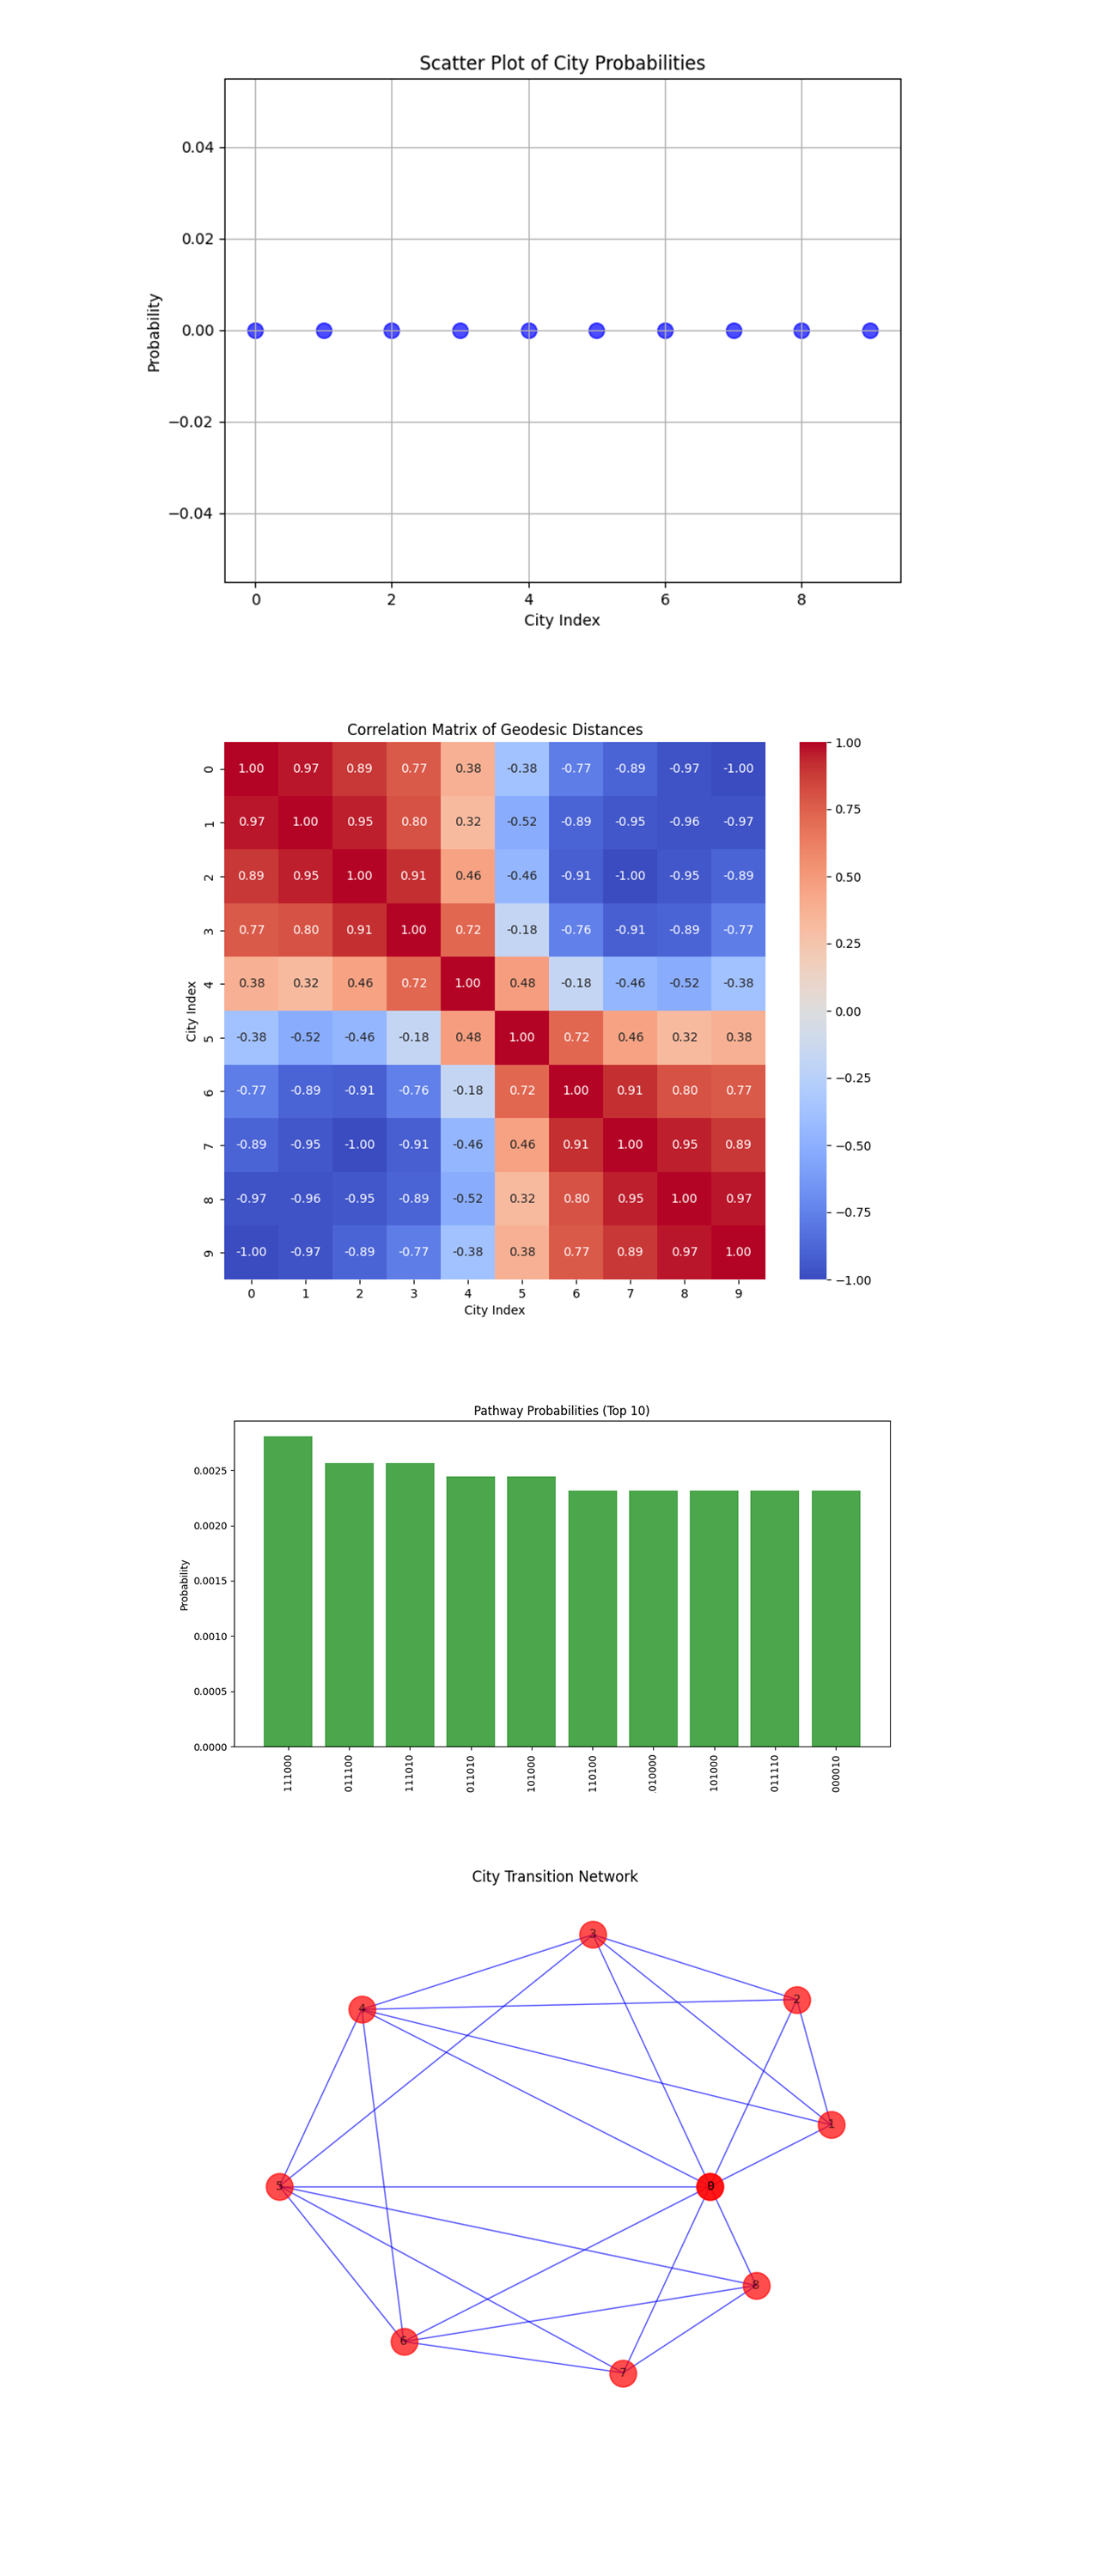 Scatter Plot of City Probabilities
0.04
0.02
0.00
−0.02
−0.04
Probability
0 2 4 6 8
City Index
Correlation Matrix of Geodesic Distances
0 1.00 0.97 0.89 0.77 0.38 -0.38 -0.77 -0.89 -0.97 -1.00
1 0.97 1.00 0.95 0.80 0.32 -0.52 -0.89 -0.95 -0.96 -0.97
2 0.89 0.95 1.00 0.91 0.46 -0.46 -0.91 -1.00 -0.95 -0.89
3 0.77 0.80 0.91 1.00 0.72 -0.18 -0.76 -0.91 -0.89 -0.77
4 0.38 0.32 0.46 0.72 1.00 0.48 -0.18 -0.46 -0.52 -0.38
5 -0.38 -0.52 -0.46 -0.18 0.48 1.00 0.72 0.46 0.32 0.38
6 -0.77 -0.89 -0.91 -0.76 -0.18 0.72 1.00 0.91 0.80 0.77
7 -0.89 -0.95 -1.00 -0.91 -0.46 0.46 0.91 1.00 0.95 0.89
8 -0.97 -0.96 -0.95 -0.89 -0.52 0.32 0.80 0.95 1.00 0.97
9 -1.00 -0.97 -0.89 -0.77 -0.38 0.38 0.77 0.89 0.97 1.00
City Index
0 1 2 3 4 5 6 7 8 9
City Index
1.00
0.75
0.50
0.25
0.00
−0.25
−0.50
−0.75
−1.00
Pathway Probabilities (Top 10)
0.0025
0.0020
0.0015
0.0010
0.0005
0.0000
Probability
111000
011100
111010
011010
101000
110100
010000
101000
011110
000010
City Transition Network
3
2
4
1
5
8
6
7